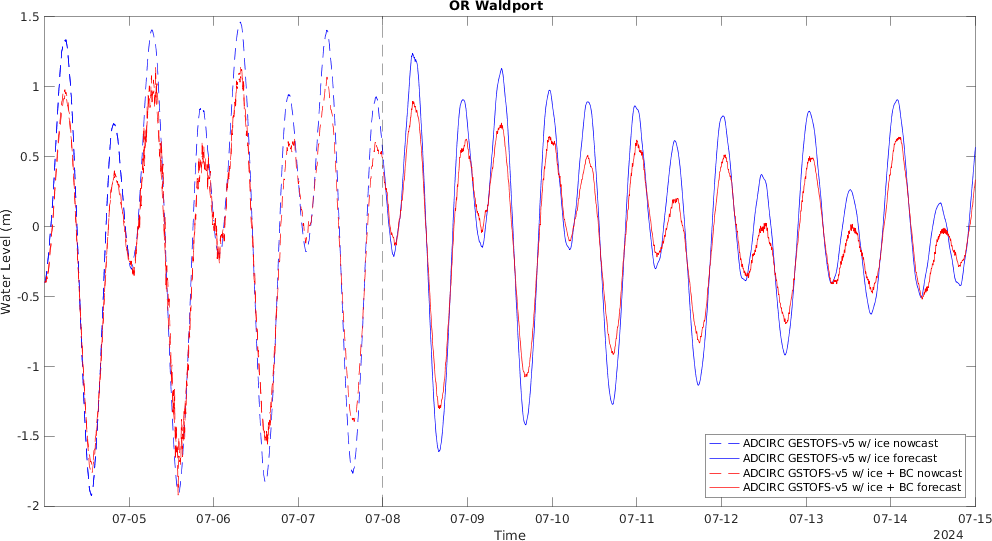 OR Waldport
1.5
1
0.5
0
-0.5
-1
-1.5
-2
Water Level (m)
07-05 07-06 07-07 07-08 07-09 07-10 07-11 07-12 07-13 07-14 07-15
Time
2024
ADCIRC GESTOFS-v5 w/ ice nowcast
ADCIRC GESTOFS-v5 w/ ice forecast
ADCIRC GSTOFS-v5 w/ ice + BC nowcast
ADCIRC GSTOFS-v5 w/ ice + BC forecast